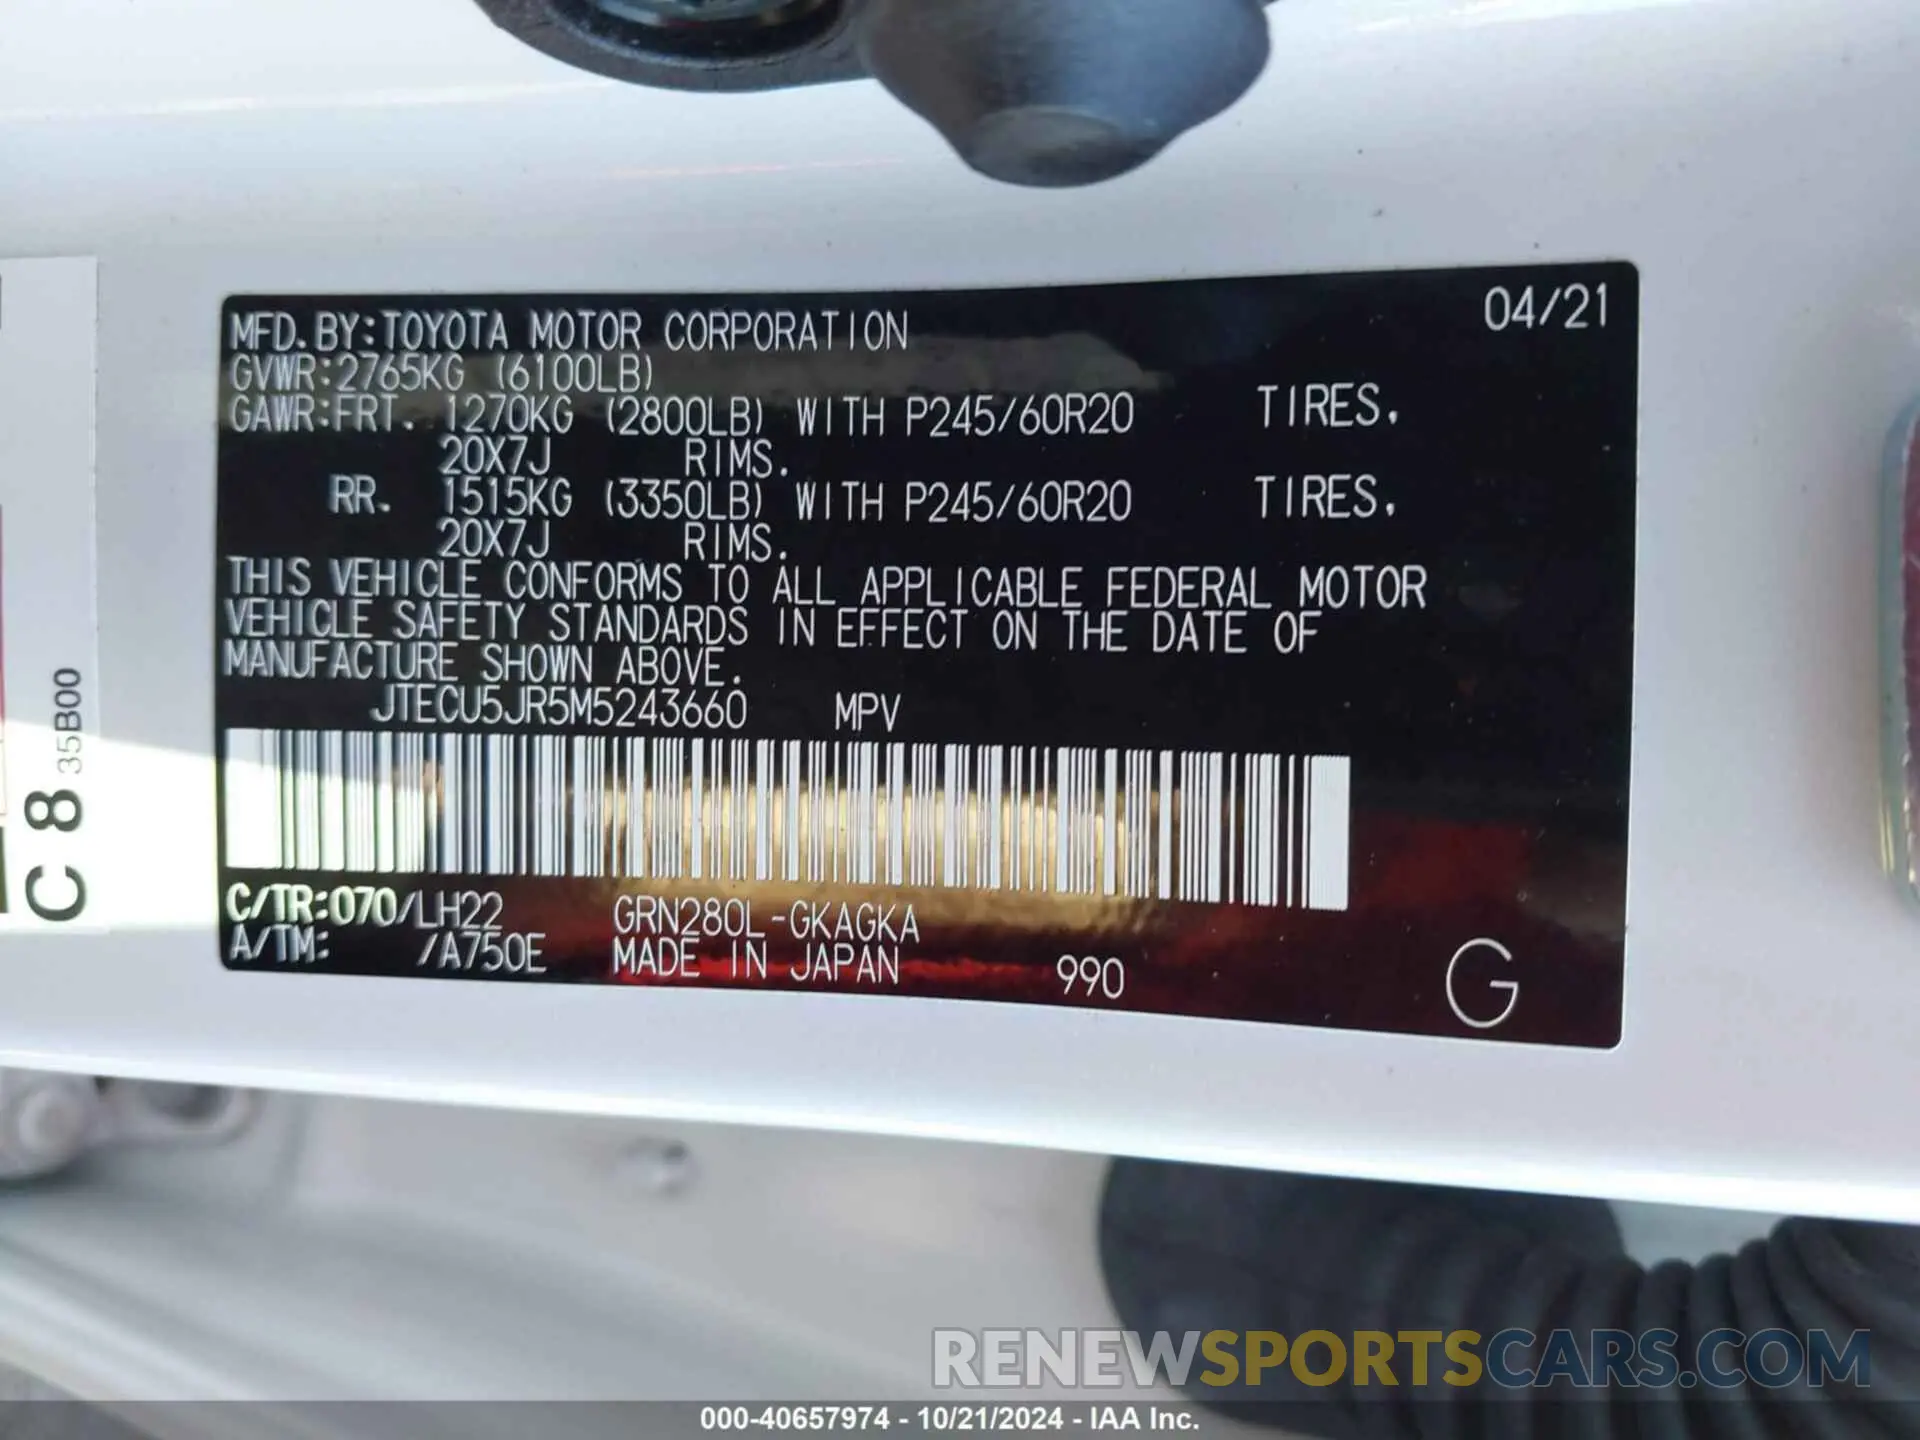 04/21
MFD.BY:TOYOTA MOTOR CORPORATION
GVWR:2765KG (6100LB)
GAWR:FRT. 1270KG (2800LB) WITH P245/60R20 TIRES,
20X7J RIMS.
RR. 1515KG (3350LB) WITH P245/60R20 TIRES,
20X7J RIMS.
THIS VEHICLE CONFORMS TO ALL APPLICABLE FEDERAL MOTOR
VEHICLE SAFETY STANDARDS IN EFFECT ON THE DATE OF
MANUFACTURE SHOWN ABOVE.
JTECU5JR5M5243660 MPV
C/TR:070/LH22 GRN280L-GKAGKA
A/TM: /A750E MADE IN JAPAN 990 G
C 8 35B00
RENEWSPORTSCARS.COM
000-40657974 - 10/21/2024 - IAA Inc.